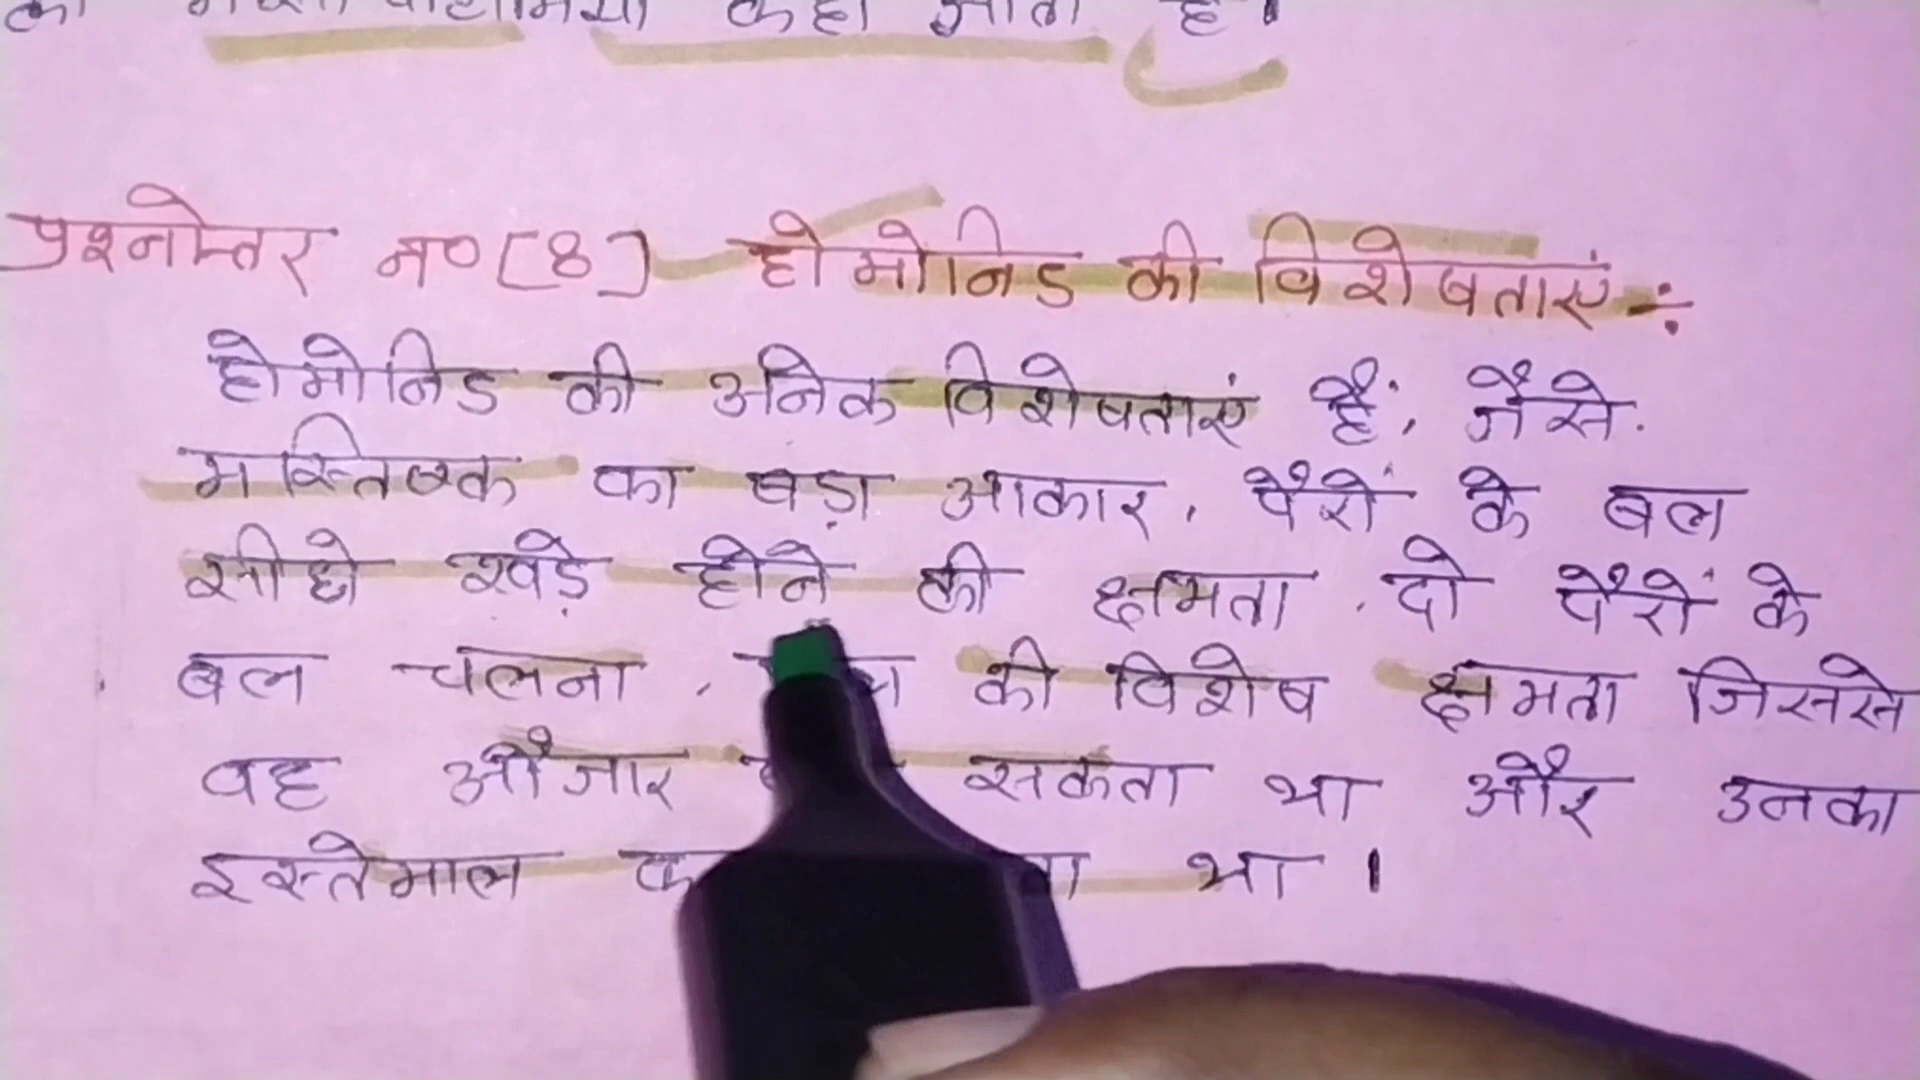 कहा जाता है।
प्रश्नोत्तर न० [8] होमोनिड की विशेषताएं :-
होमोनिड की अनेक विशेषताएं हैं, जैसे.
मस्तिष्क का बड़ा आकार, पैरों के बल
सीधे खड़े होने की क्षमता, दो पैरों के
बल चलना, की विशेष क्षमता जिससे
वह औजार सकता था और उनका
इस्तेमाल था।